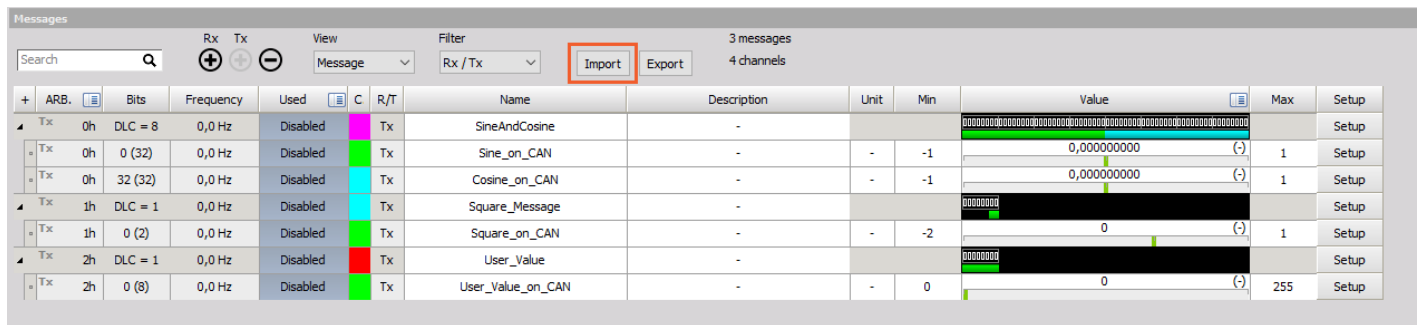 Messages
Rx Tx View Filter 3 messages
Search Message Rx / Tx Import Export 4 channels
+ ARB. Bits Frequency Used C R/T Name Description Unit Min Value Max Setup
Tx 0h DLC = 8 0,0 Hz Disabled Tx SineAndCosine - 0000000000000000000000000000000000000000000000000000000000000000 Setup
Tx 0h 0 (32) 0,0 Hz Disabled Tx Sine_on_CAN - - -1 0,000000000 (-) 1 Setup
Tx 0h 32 (32) 0,0 Hz Disabled Tx Cosine_on_CAN - - -1 0,000000000 (-) 1 Setup
Tx 1h DLC = 1 0,0 Hz Disabled Tx Square_Message - 00000000 Setup
Tx 1h 0 (2) 0,0 Hz Disabled Tx Square_on_CAN - - -2 0 (-) 1 Setup
Tx 2h DLC = 1 0,0 Hz Disabled Tx User_Value - 00000000 Setup
Tx 2h 0 (8) 0,0 Hz Disabled Tx User_Value_on_CAN - - 0 0 (-) 255 Setup